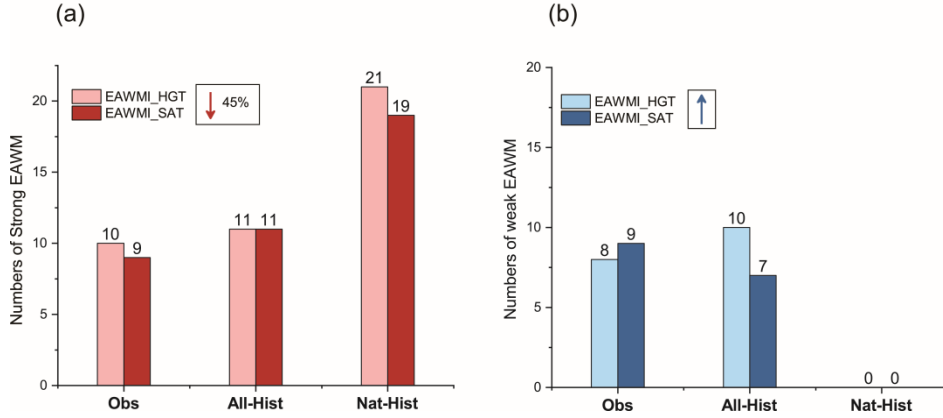 (a)
Numbers of Strong EAWM
20
15
10
5
0
EAWMI_HGT
EAWMI_SAT
45%
10
9
11
11
21
19
Obs
All-Hist
Nat-Hist
(b)
Numbers of weak EAWM
20
15
10
5
0
EAWMI_HGT
EAWMI_SAT
8
9
10
7
0
0
Obs
All-Hist
Nat-Hist